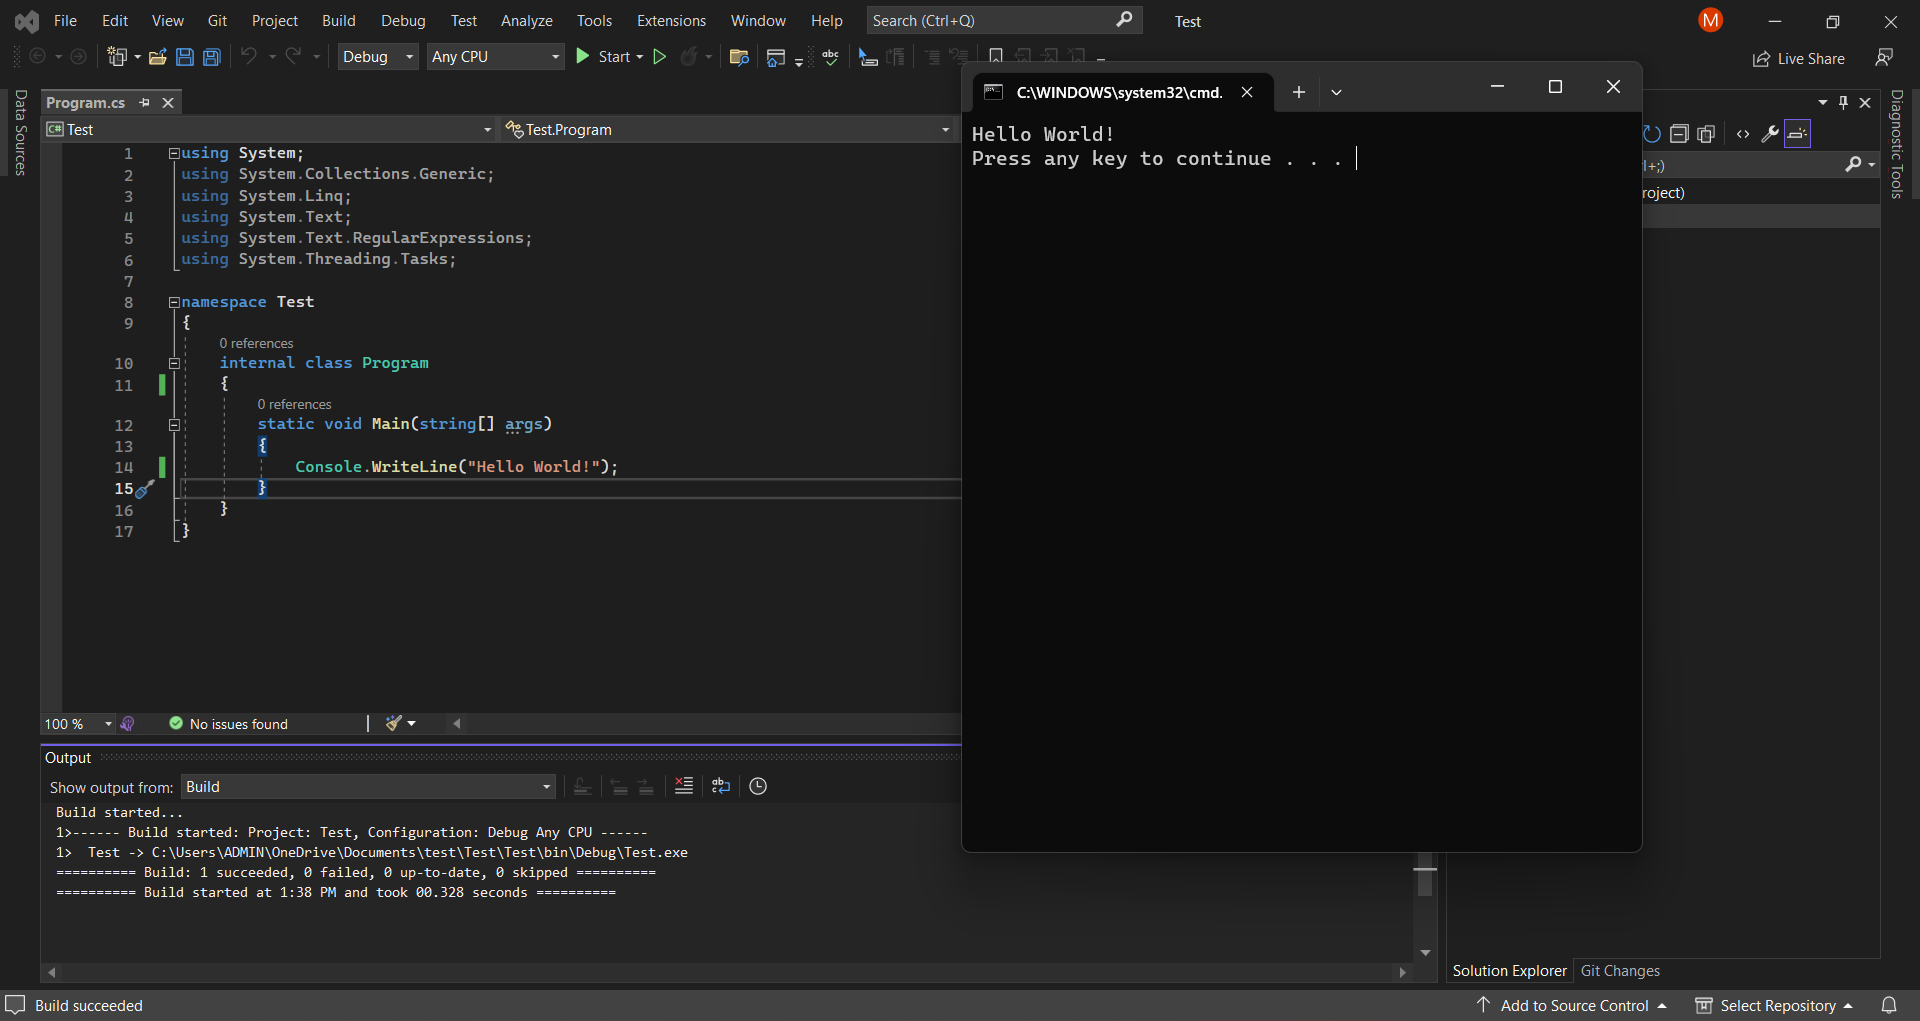 File Edit View Git Project Build Debug Test Analyze Tools Extensions Window Help Search (Ctrl+Q) Test M
Debug Any CPU Start abc Live Share
Data Sources
Program.cs
C# Test Test.Program
1 using System;
2 using System.Collections.Generic;
3 using System.Linq;
4 using System.Text;
5 using System.Text.RegularExpressions;
6 using System.Threading.Tasks;
7
8 namespace Test
9 {
0 references
10 internal class Program
11 {
0 references
12 static void Main(string[] args)
13 {
14 Console.WriteLine("Hello World!");
15 }
16 }
17 }
100 % No issues found
C:\WINDOWS\system32\cmd.
Hello World!
Press any key to continue . . .
l+;)
roject)
Diagnostic Tools
Output
Show output from: Build
Build started...
1>------ Build started: Project: Test, Configuration: Debug Any CPU ------
1>  Test -> C:\Users\ADMIN\OneDrive\Documents\test\Test\Test\bin\Debug\Test.exe
========== Build: 1 succeeded, 0 failed, 0 up-to-date, 0 skipped ==========
========== Build started at 1:38 PM and took 00.328 seconds ==========
Solution Explorer Git Changes
Build succeeded Add to Source Control Select Repository